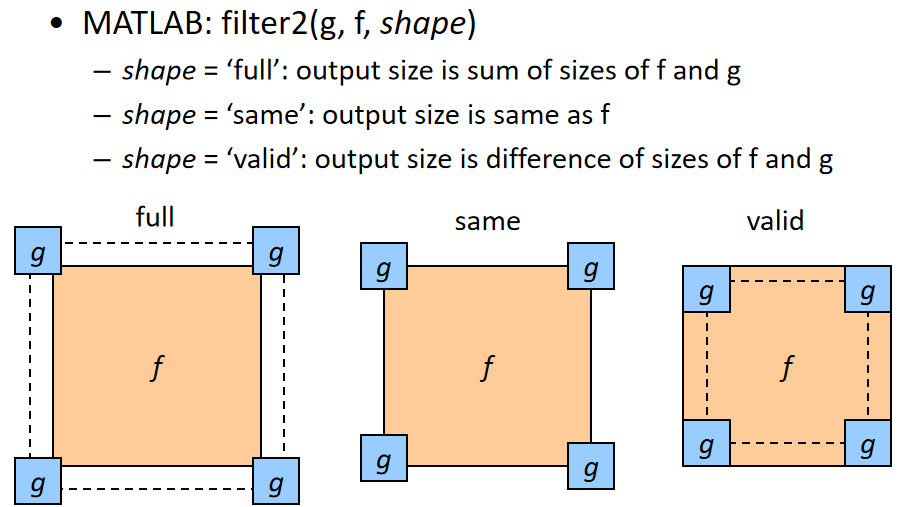 • MATLAB: filter2(g, f, shape)
– shape = ‘full’: output size is sum of sizes of f and g
– shape = ‘same’: output size is same as f
– shape = ‘valid’: output size is difference of sizes of f and g
full same valid
g g g g g g
f f f
g g g g g g